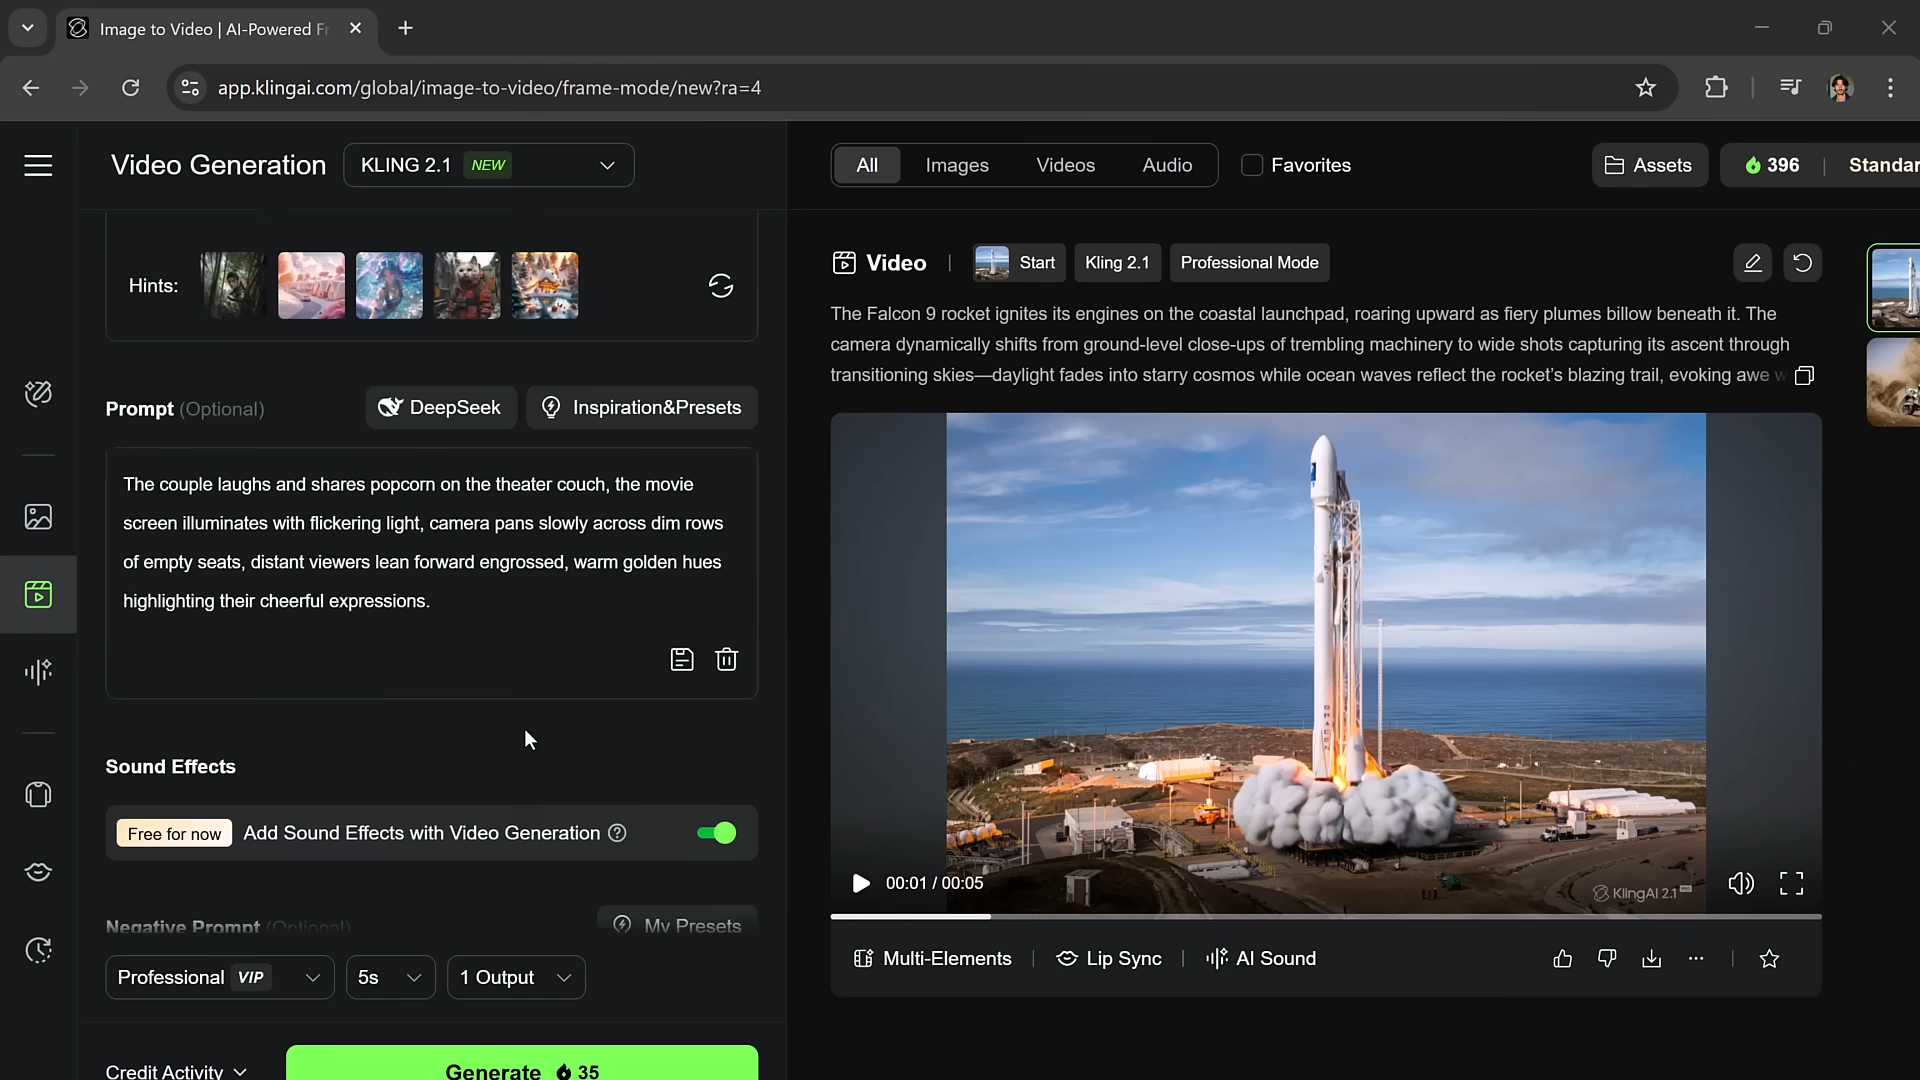 Image to Video | AI-Powered Fr
app.klingai.com/global/image-to-video/frame-mode/new?ra=4
Video Generation
KLING 2.1 NEW
All
Images
Videos
Audio
Favorites
Assets
396
Standar
Hints:
Video
Start
Kling 2.1
Professional Mode
The Falcon 9 rocket ignites its engines on the coastal launchpad, roaring upward as fiery plumes billow beneath it. The
camera dynamically shifts from ground-level close-ups of trembling machinery to wide shots capturing its ascent through
transitioning skies—daylight fades into starry cosmos while ocean waves reflect the rocket's blazing trail, evoking awe w
Prompt (Optional)
DeepSeek
Inspiration&Presets
The couple laughs and shares popcorn on the theater couch, the movie
screen illuminates with flickering light, camera pans slowly across dim rows
of empty seats, distant viewers lean forward engrossed, warm golden hues
highlighting their cheerful expressions.
Sound Effects
Free for now
Add Sound Effects with Video Generation
Negative Prompt (Optional)
My Presets
Professional VIP
5s
1 Output
Credit Activity
Generate 35
SPACEX
00:01 / 00:05
KlingAI 2.1
Multi-Elements
Lip Sync
AI Sound